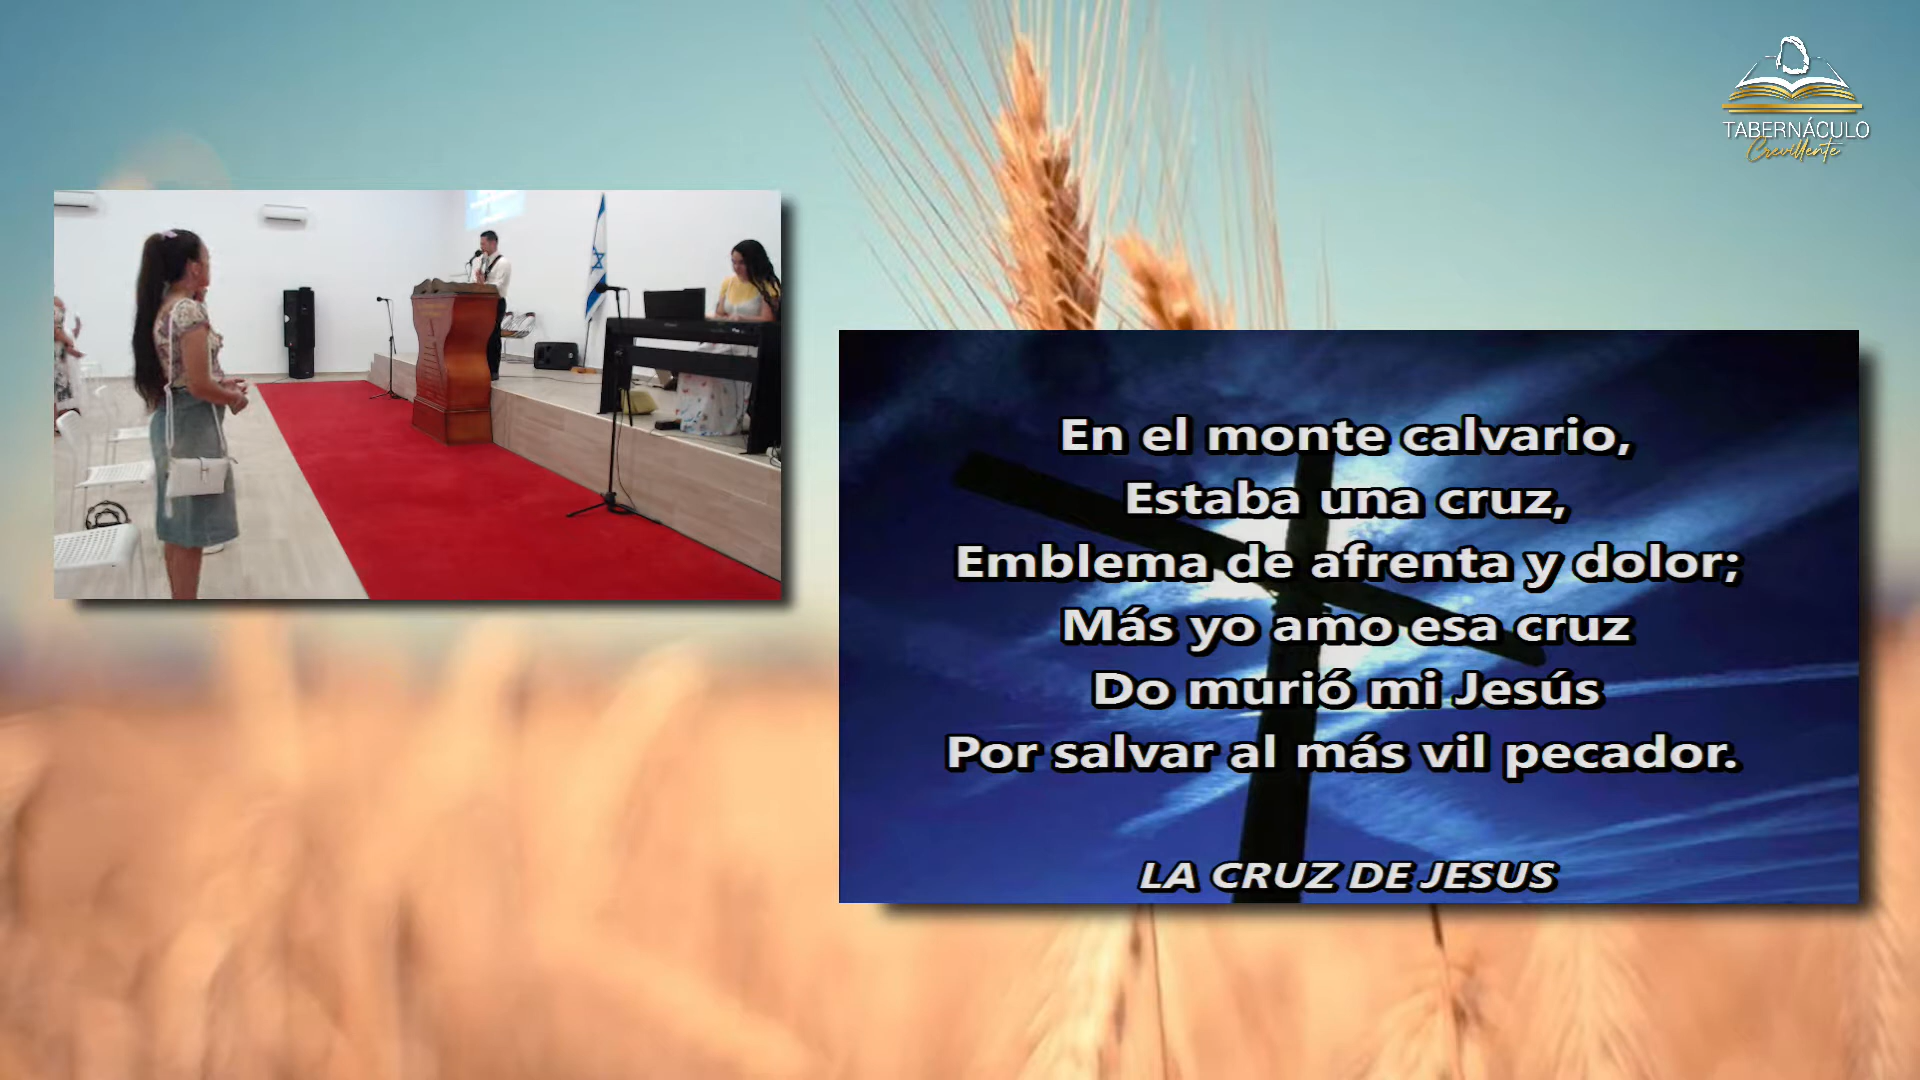 TABERNÁCULO
Crevillente
En el monte calvario,
Estaba una cruz,
Emblema de afrenta y dolor;
Más yo amo esa cruz
Do murió mi Jesús
Por salvar al más vil pecador.
LA CRUZ DE JESUS